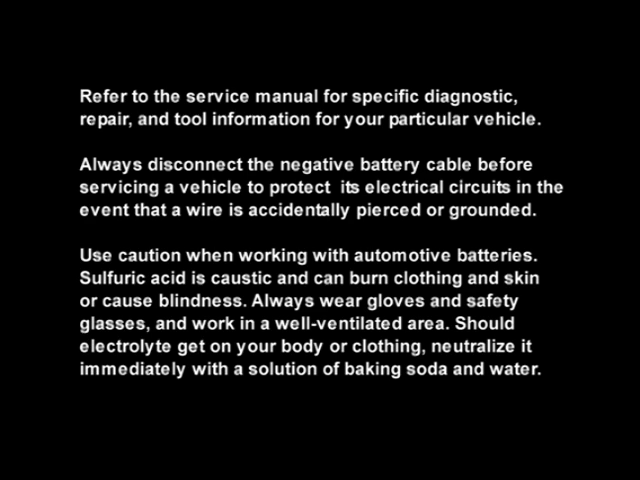 Refer to the service manual for specific diagnostic,
repair, and tool information for your particular vehicle.
Always disconnect the negative battery cable before
servicing a vehicle to protect  its electrical circuits in the
event that a wire is accidentally pierced or grounded.
Use caution when working with automotive batteries.
Sulfuric acid is caustic and can burn clothing and skin
or cause blindness. Always wear gloves and safety
glasses, and work in a well-ventilated area. Should
electrolyte get on your body or clothing, neutralize it
immediately with a solution of baking soda and water.